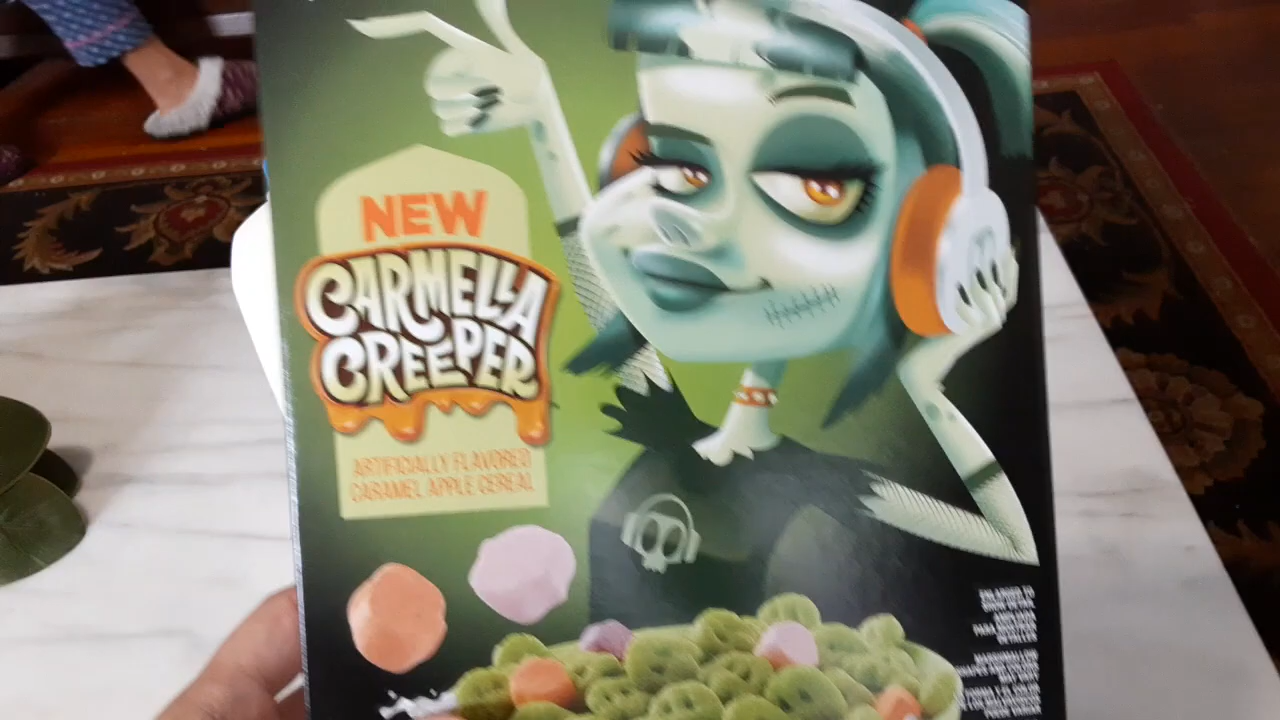 NEW
CARMELLA
CREEPER
ARTIFICIALLY FLAVORED
CARAMEL APPLE CEREAL